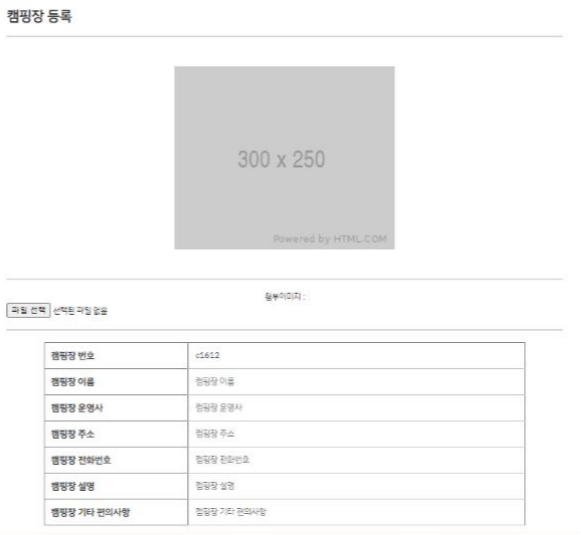 캠핑장 등록
300 x 250
Powered by HTML.COM
첨부이미지 :
파일 선택 선택된 파일 없음
캠핑장 번호 c1612
캠핑장 이름 캠핑장 이름
캠핑장 운영사 캠핑장 운영사
캠핑장 주소 캠핑장 주소
캠핑장 전화번호 캠핑장 전화번호
캠핑장 설명 캠핑장 설명
캠핑장 기타 편의사항 캠핑장 기타 편의사항